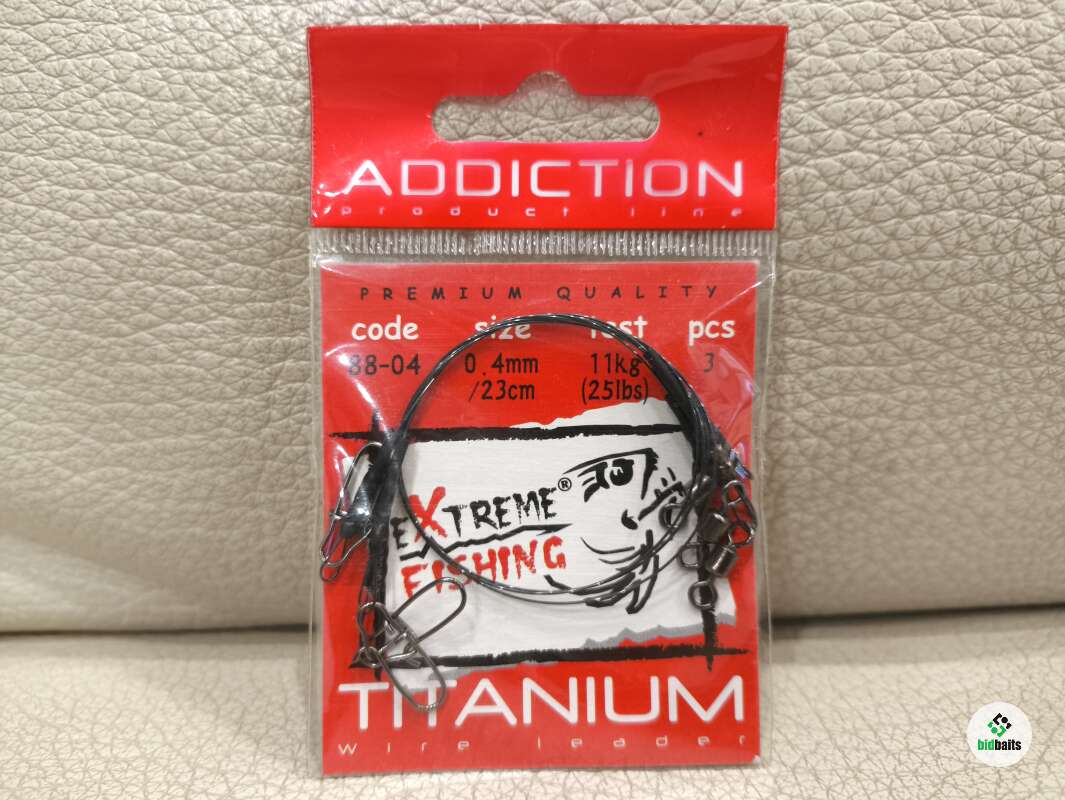 ADDICTION
product line
PREMIUM QUALITY
code size test pcs
88-04 0.4mm 11kg 3
/23cm (25lbs)
EXTREME®
FISHING
TITANIUM
wire leader
bidbaits